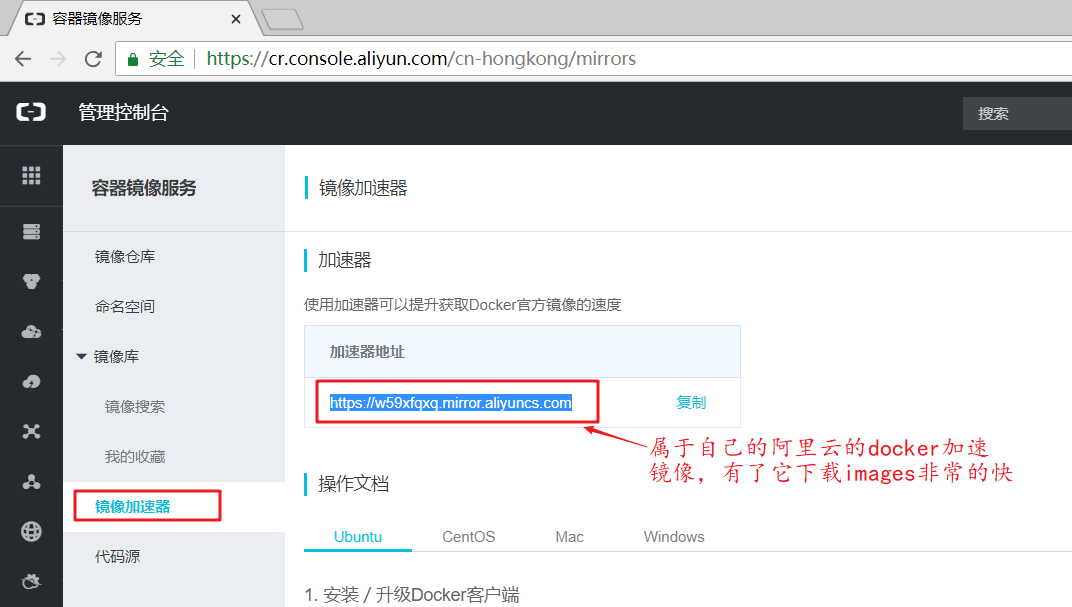 容器镜像服务
安全
https://cr.console.aliyun.com/cn-hongkong/mirrors
管理控制台
搜索
容器镜像服务
镜像仓库
命名空间
镜像库
镜像搜索
我的收藏
镜像加速器
代码源
镜像加速器
加速器
使用加速器可以提升获取Docker官方镜像的速度
加速器地址
https://w59xfqxq.mirror.aliyuncs.com
复制
属于自己的阿里云的docker加速
镜像，有了它下载images非常的快
操作文档
Ubuntu CentOS Mac Windows
1. 安装 / 升级Docker客户端